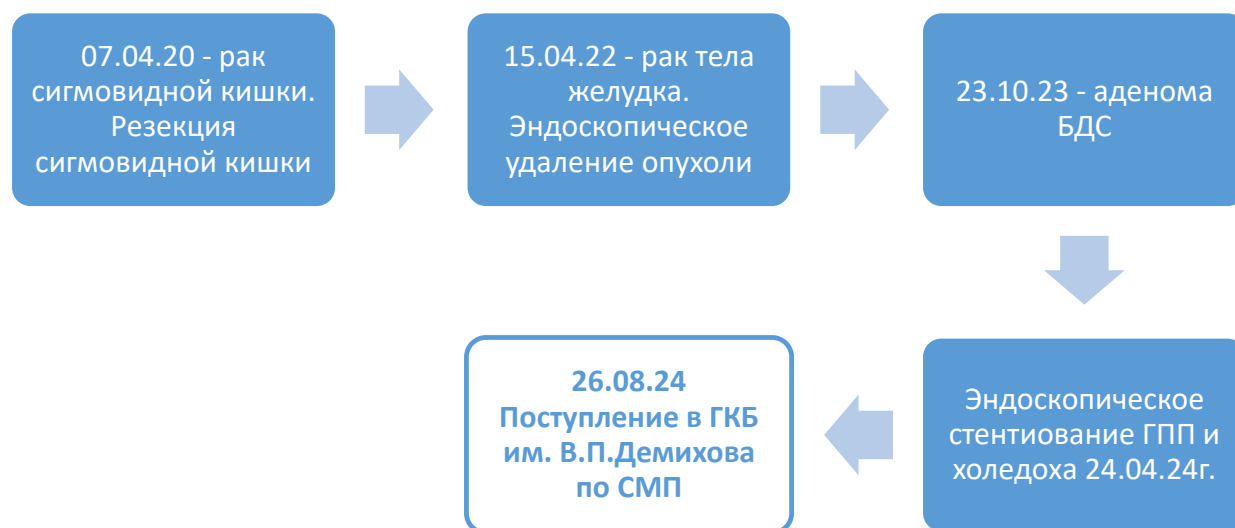 07.04.20 - рак
сигмовидной кишки.
Резекция
сигмовидной кишки
15.04.22 - рак тела
желудка.
Эндоскопическое
удаление опухоли
23.10.23 - аденома
БДС
Эндоскопическое
стентиование ГПП и
холедоха 24.04.24г.
26.08.24
Поступление в ГКБ
им. В.П.Демихова
по СМП